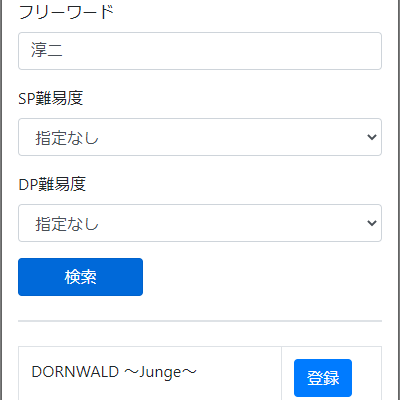 フリーワード
淳二
SP難易度
指定なし
DP難易度
指定なし
検索
DORNWALD ～Junge～
登録